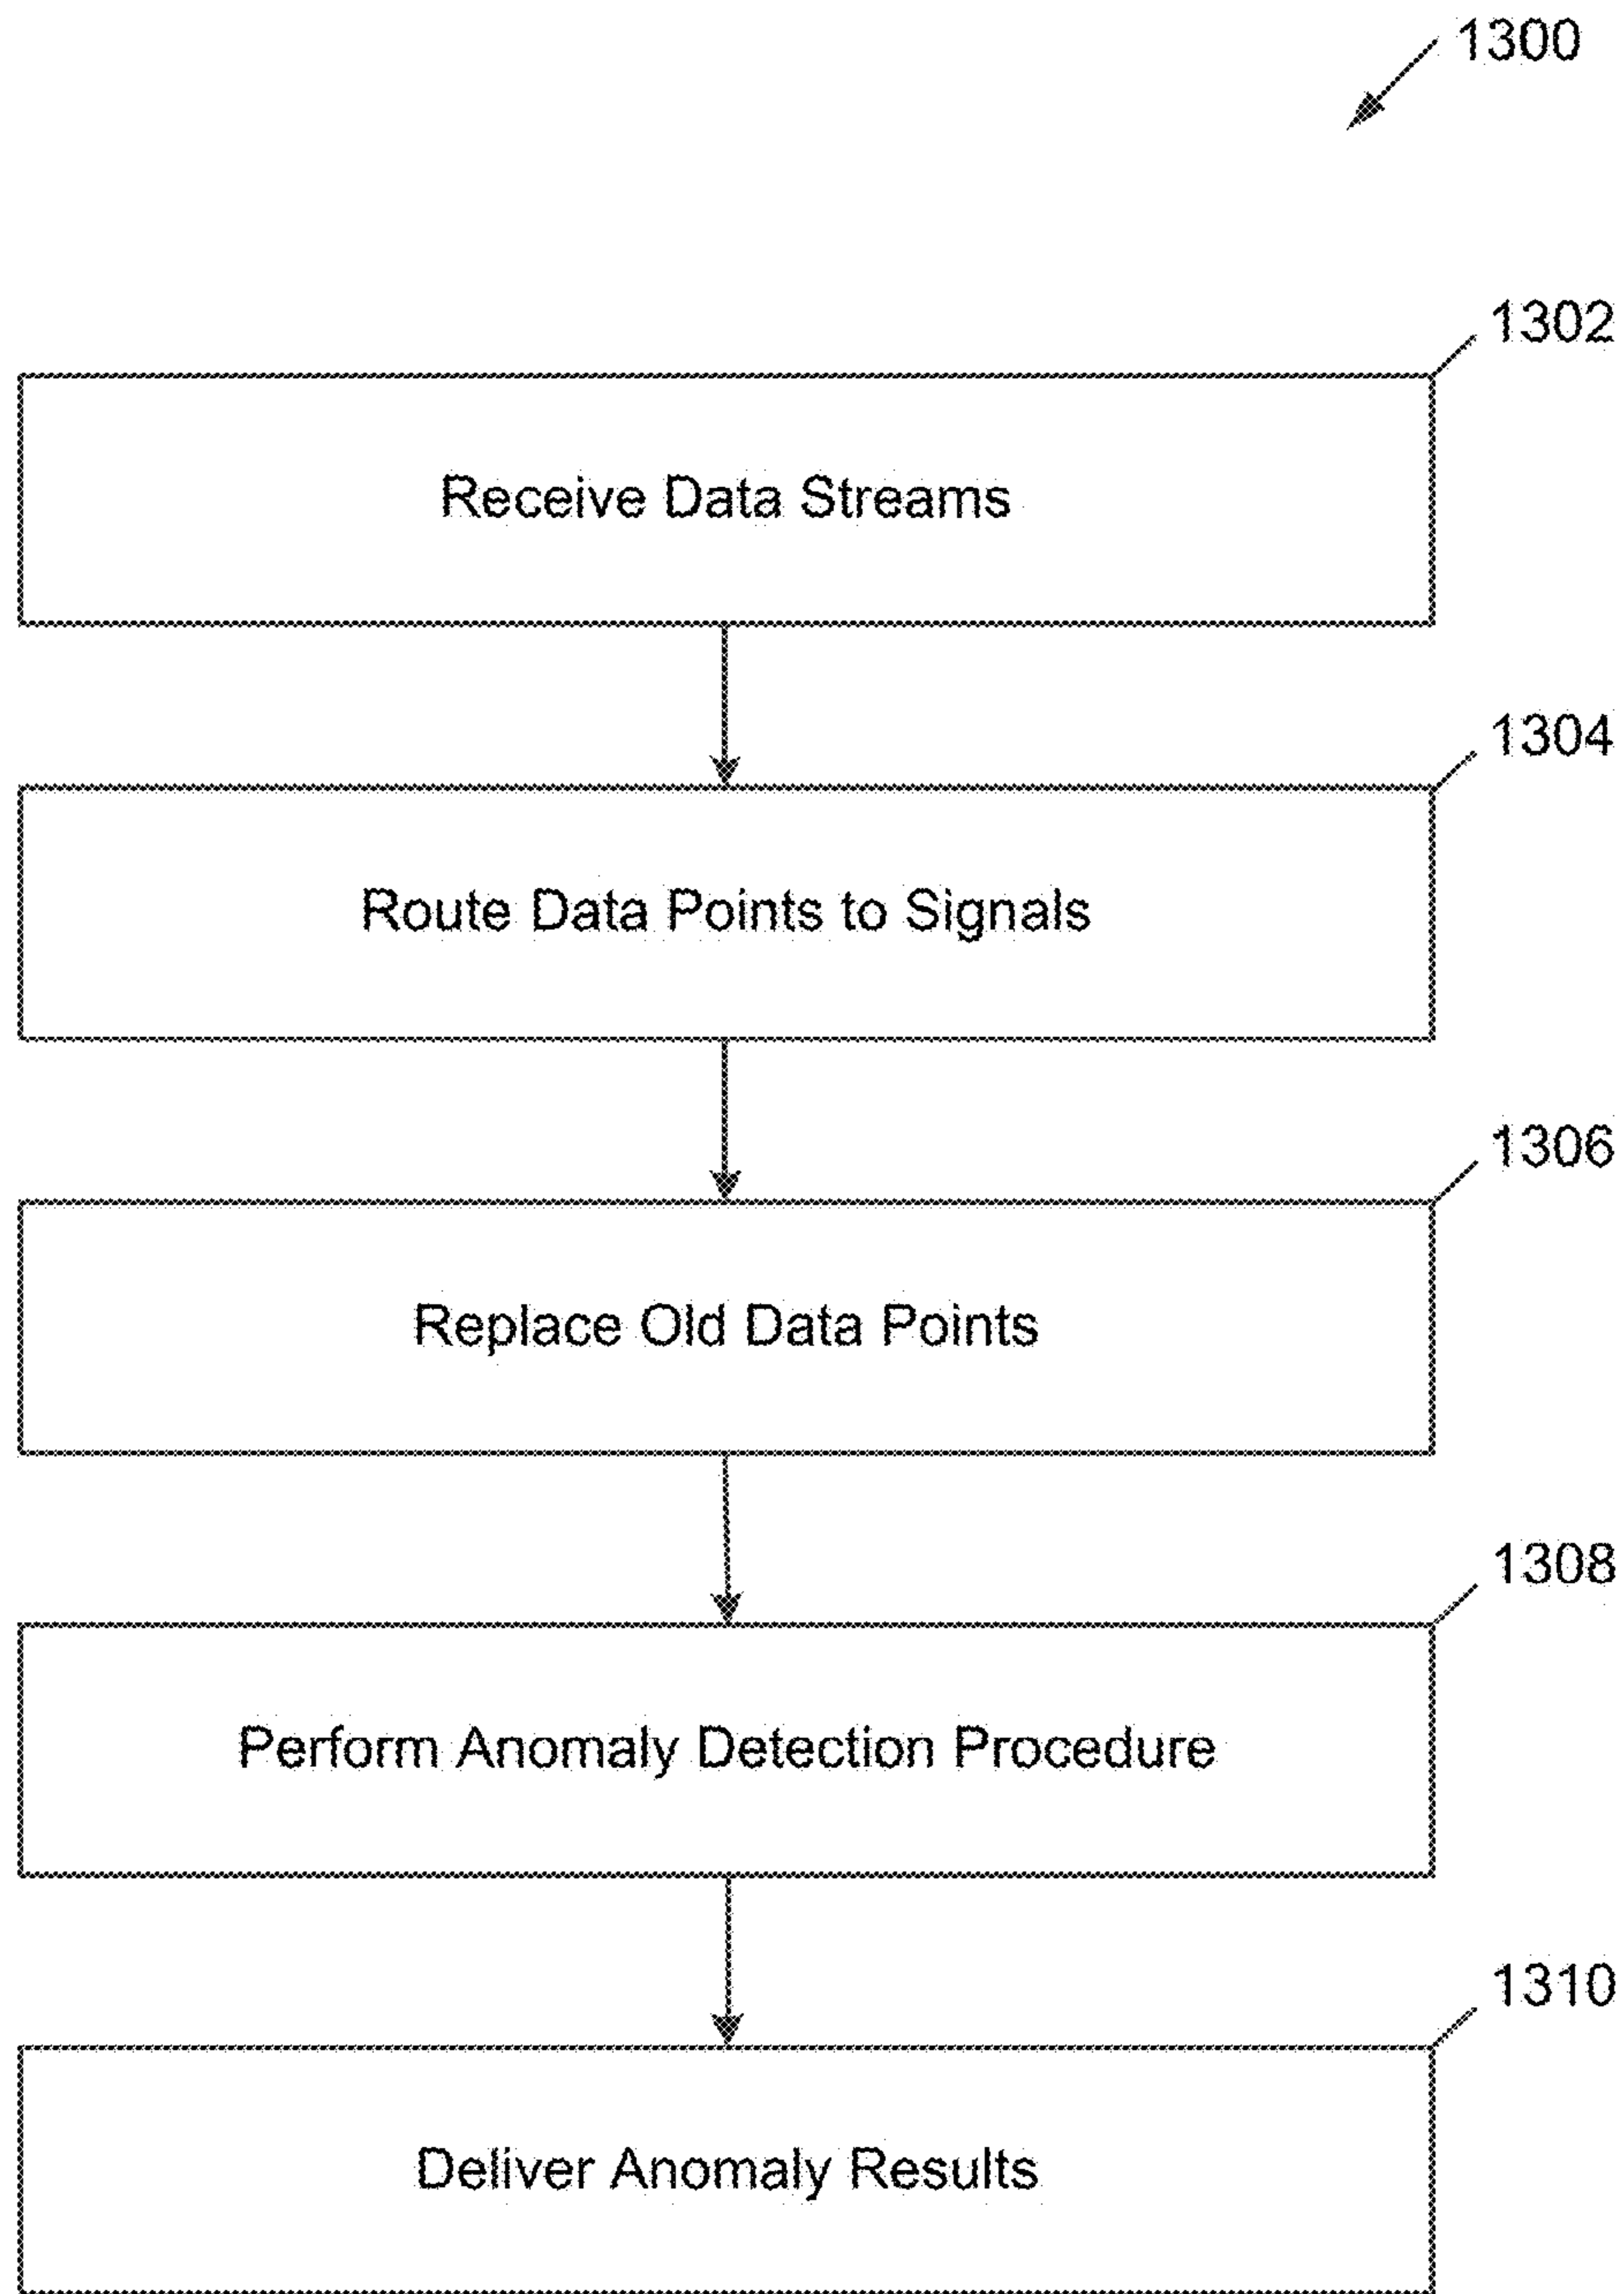 1300
1302
Receive Data Streams
1304
Route Data Points to Signals
1306
Replace Old Data Points
1308
Perform Anomaly Detection Procedure
1310
Deliver Anomaly Results